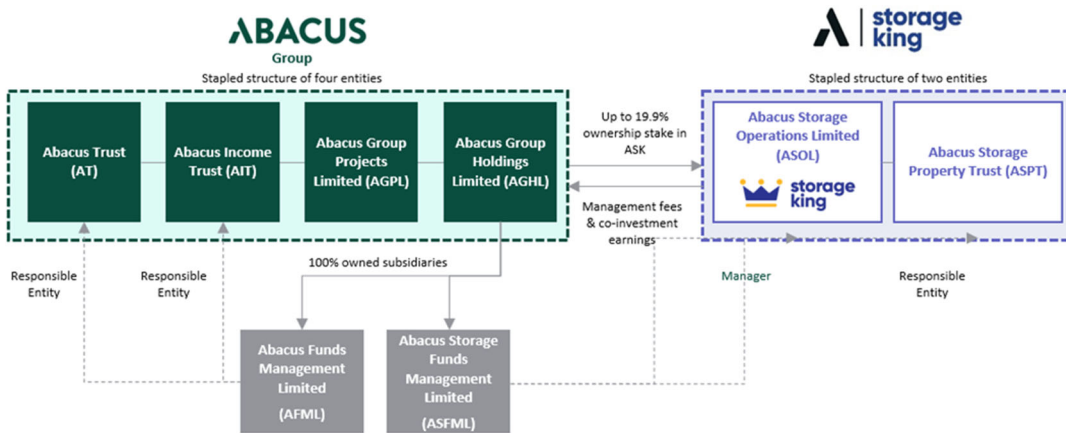 ABACUS
Group
Stapled structure of four entities
storage
king
Stapled structure of two entities
Abacus Trust
(AT)
Abacus Income
Trust (AIT)
Abacus Group
Projects
Limited (AGPL)
Abacus Group
Holdings
Limited (AGHL)
Up to 19.9%
ownership stake in
ASK
Management fees
& co-investment
earnings
Abacus Storage
Operations Limited
(ASOL)
storage
king
Abacus Storage
Property Trust (ASPT)
Responsible
Entity
Responsible
Entity
100% owned subsidiaries
Manager
Responsible
Entity
Abacus Funds
Management
Limited
(AFML)
Abacus Storage
Funds
Management
Limited
(ASFML)